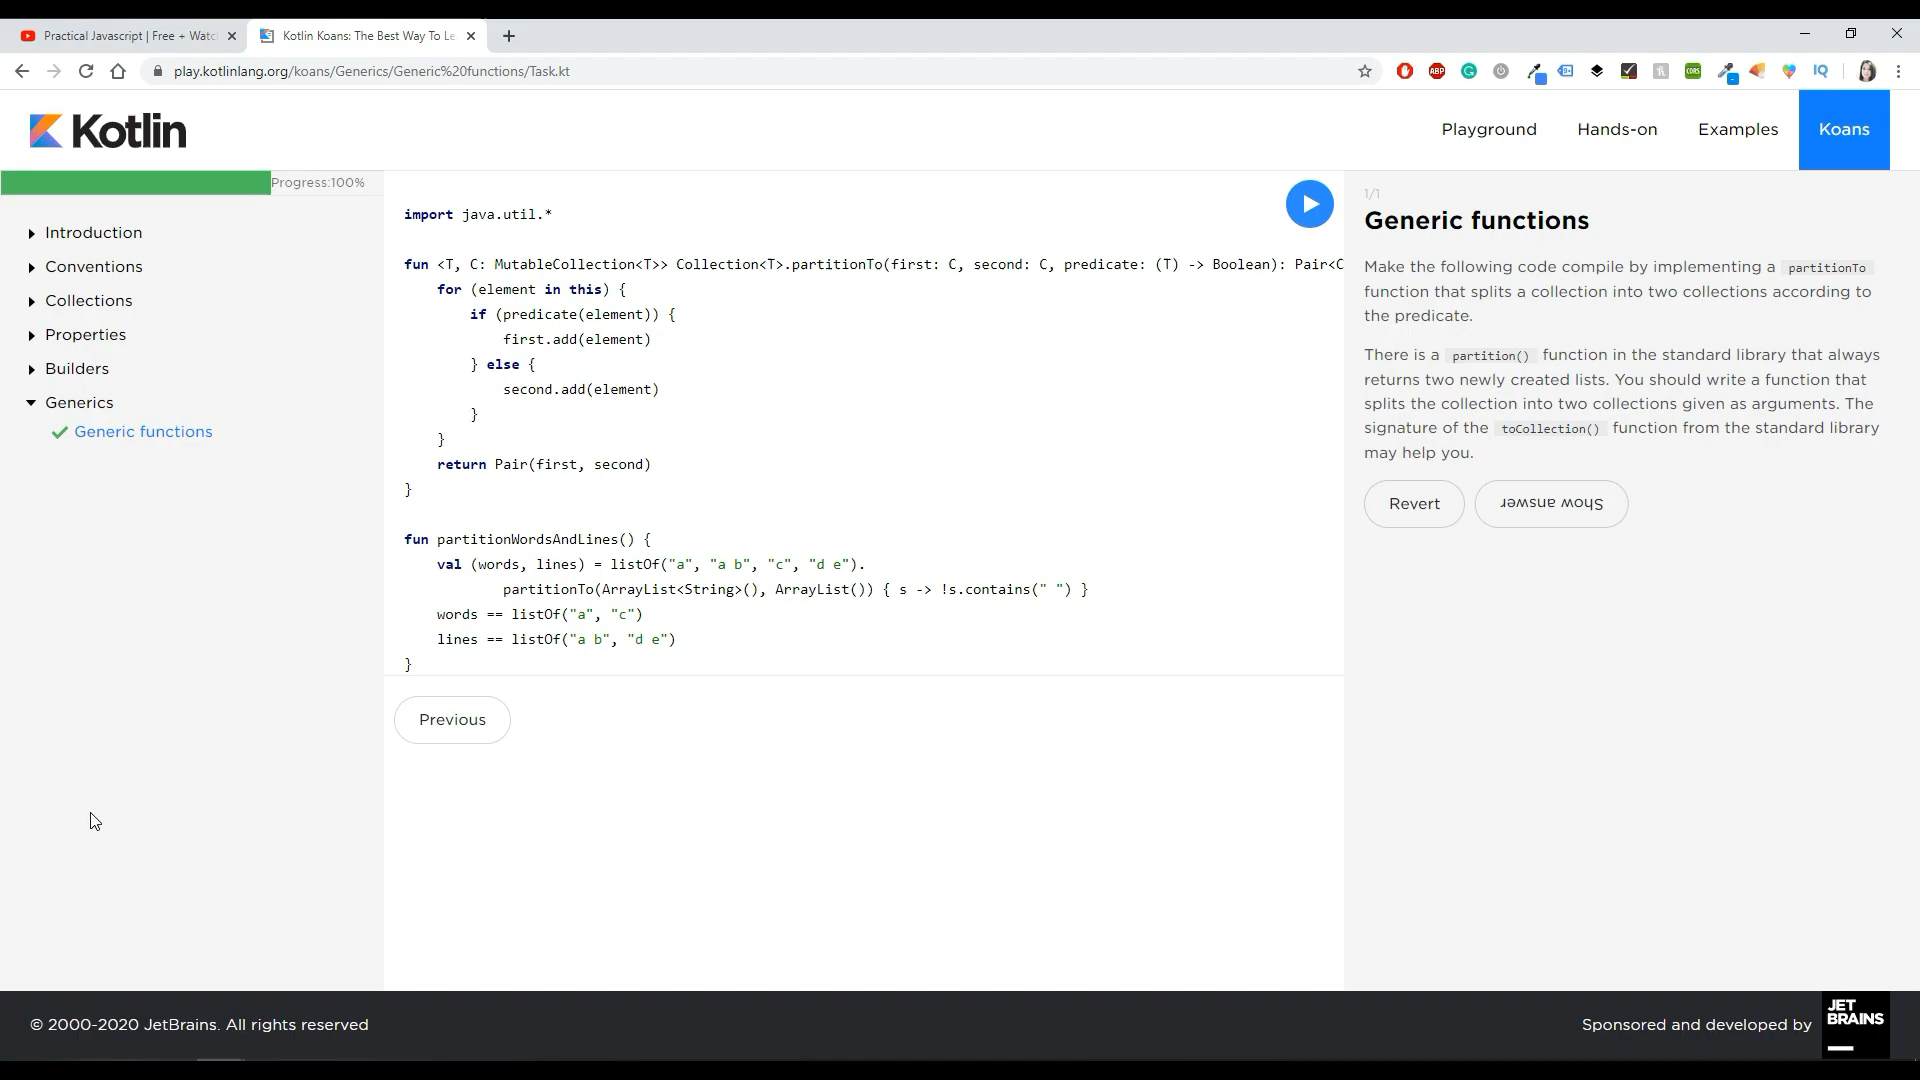 Practical Javascript | Free + Watc
Kotlin Koans: The Best Way To Le
play.kotlinlang.org/koans/Generics/Generic%20functions/Task.kt
ABP
CORS
IQ
Kotlin
Playground
Hands-on
Examples
Koans
Progress:100%
Introduction
Conventions
Collections
Properties
Builders
Generics
Generic functions
import java.util.*
fun <T, C: MutableCollection<T>> Collection<T>.partitionTo(first: C, second: C, predicate: (T) -> Boolean): Pair<C
for (element in this) {
if (predicate(element)) {
first.add(element)
} else {
second.add(element)
}
}
return Pair(first, second)
}
fun partitionWordsAndLines() {
val (words, lines) = listOf("a", "a b", "c", "d e").
partitionTo(ArrayList<String>(), ArrayList()) { s -> !s.contains(" ") }
words == listOf("a", "c")
lines == listOf("a b", "d e")
}
Previous
1/1
Generic functions
Make the following code compile by implementing a partitionTo
function that splits a collection into two collections according to
the predicate.
There is a partition() function in the standard library that always
returns two newly created lists. You should write a function that
splits the collection into two collections given as arguments. The
signature of the toCollection() function from the standard library
may help you.
Revert
Show answer
© 2000-2020 JetBrains. All rights reserved
Sponsored and developed by
JET
BRAINS